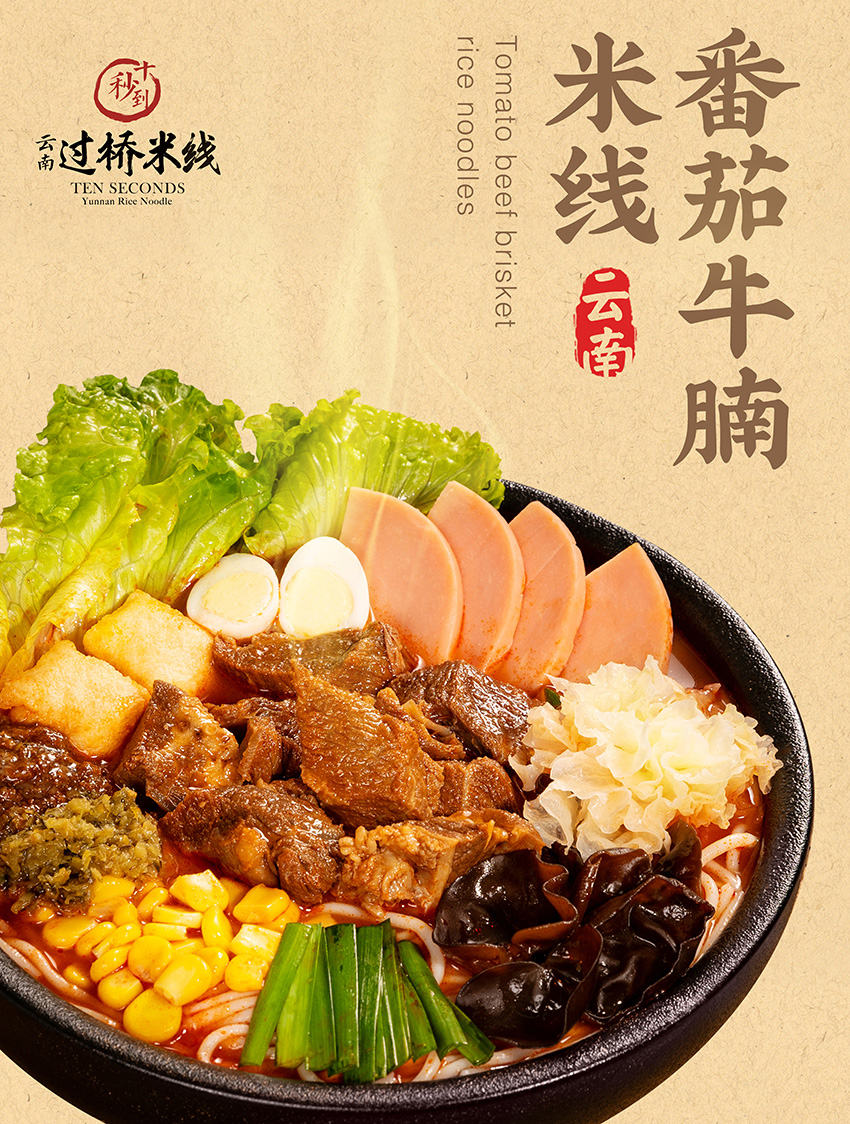 十秒到
云南
过桥米线
TEN SECONDS
Yunnan Rice Noodle
番茄牛腩
米线
云南
Tomato beef brisket
rice noodles